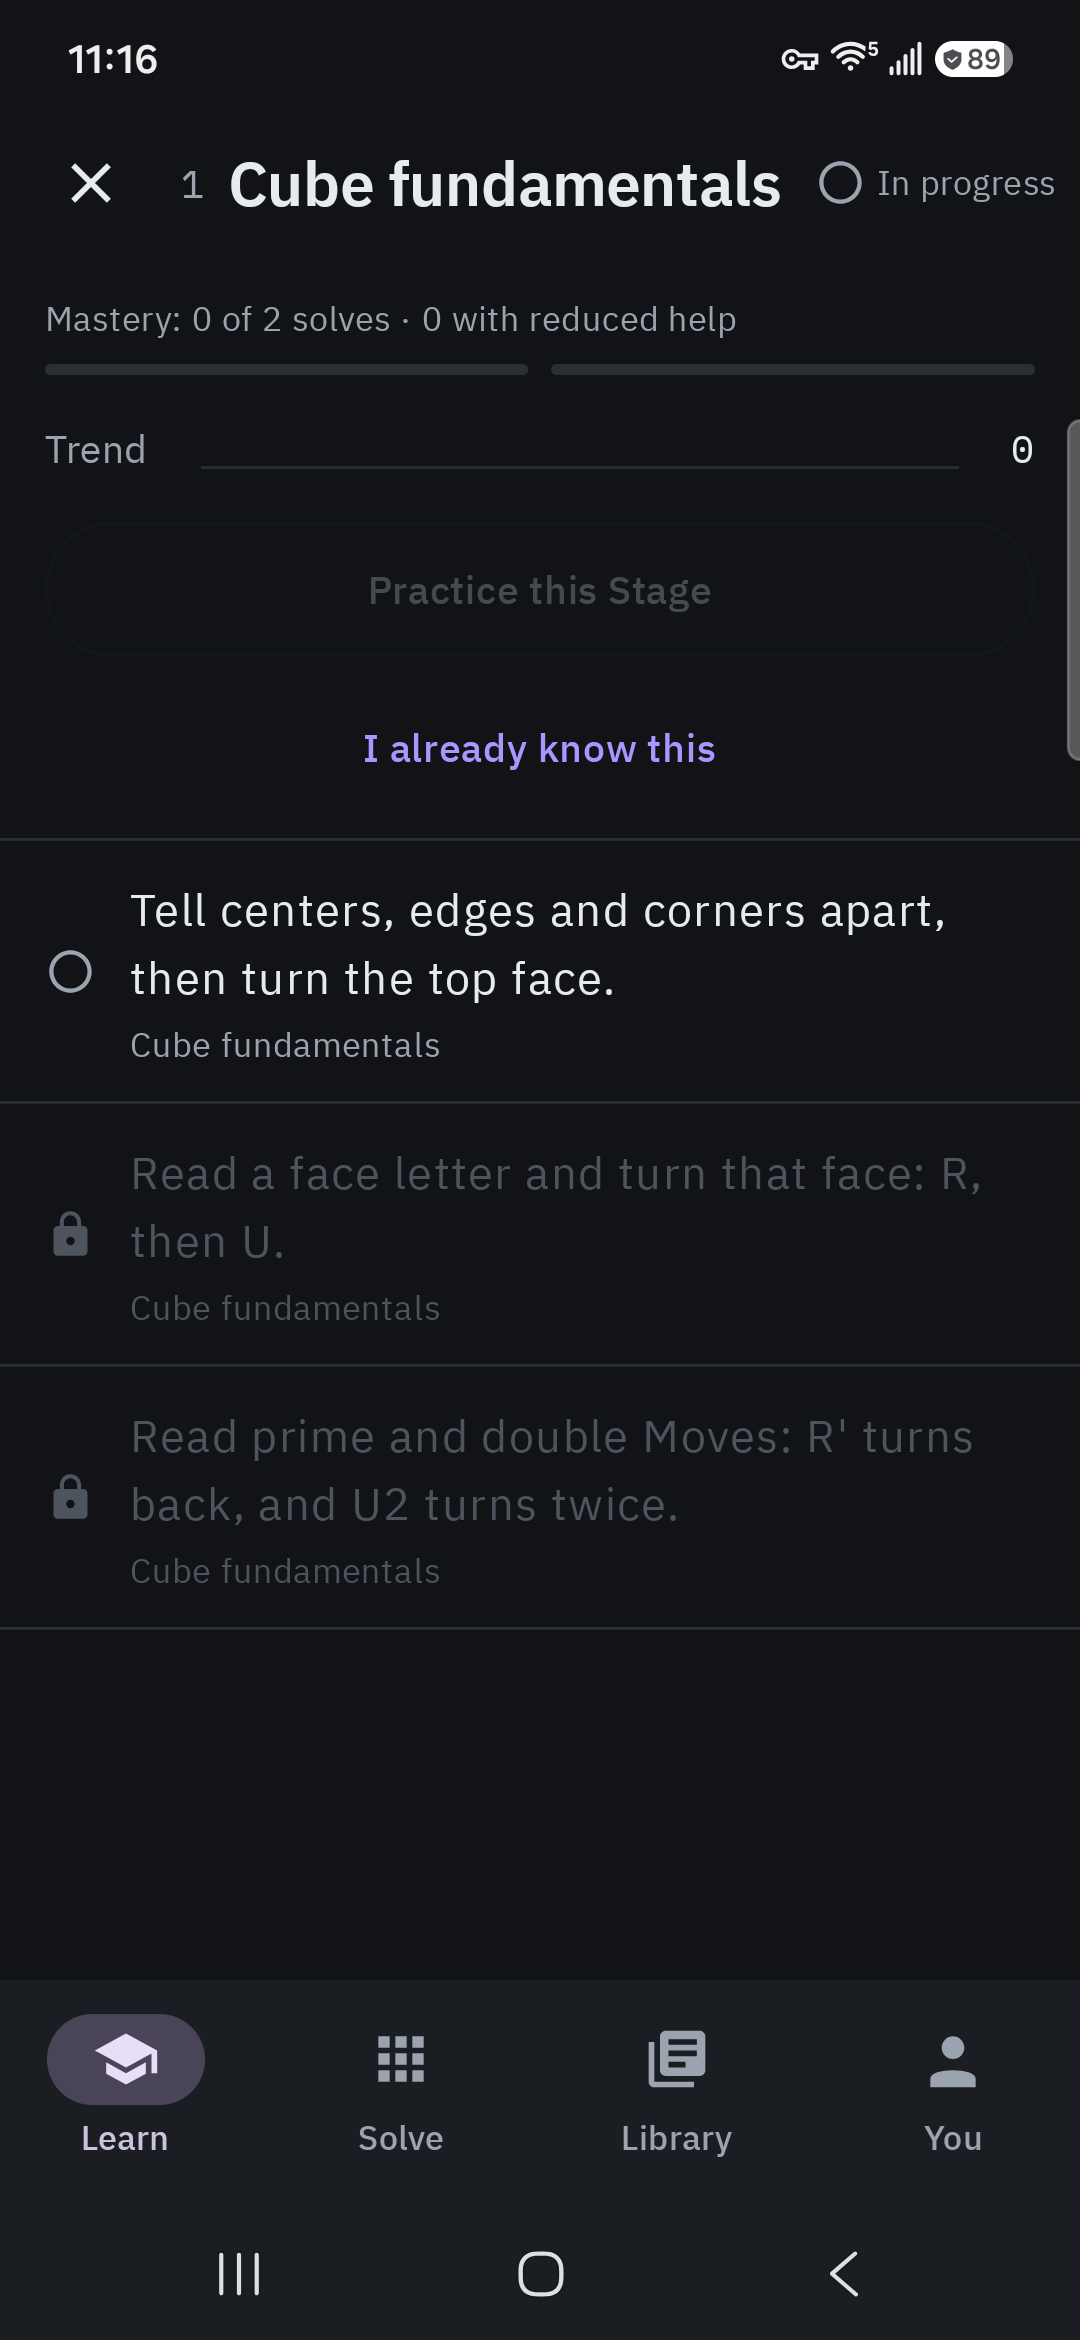 11:16
5
89
1 Cube fundamentals In progress
Mastery: 0 of 2 solves · 0 with reduced help
Trend 0
Practice this Stage
I already know this
Tell centers, edges and corners apart,
then turn the top face.
Cube fundamentals
Read a face letter and turn that face: R,
then U.
Cube fundamentals
Read prime and double Moves: R' turns
back, and U2 turns twice.
Cube fundamentals
Learn Solve Library You